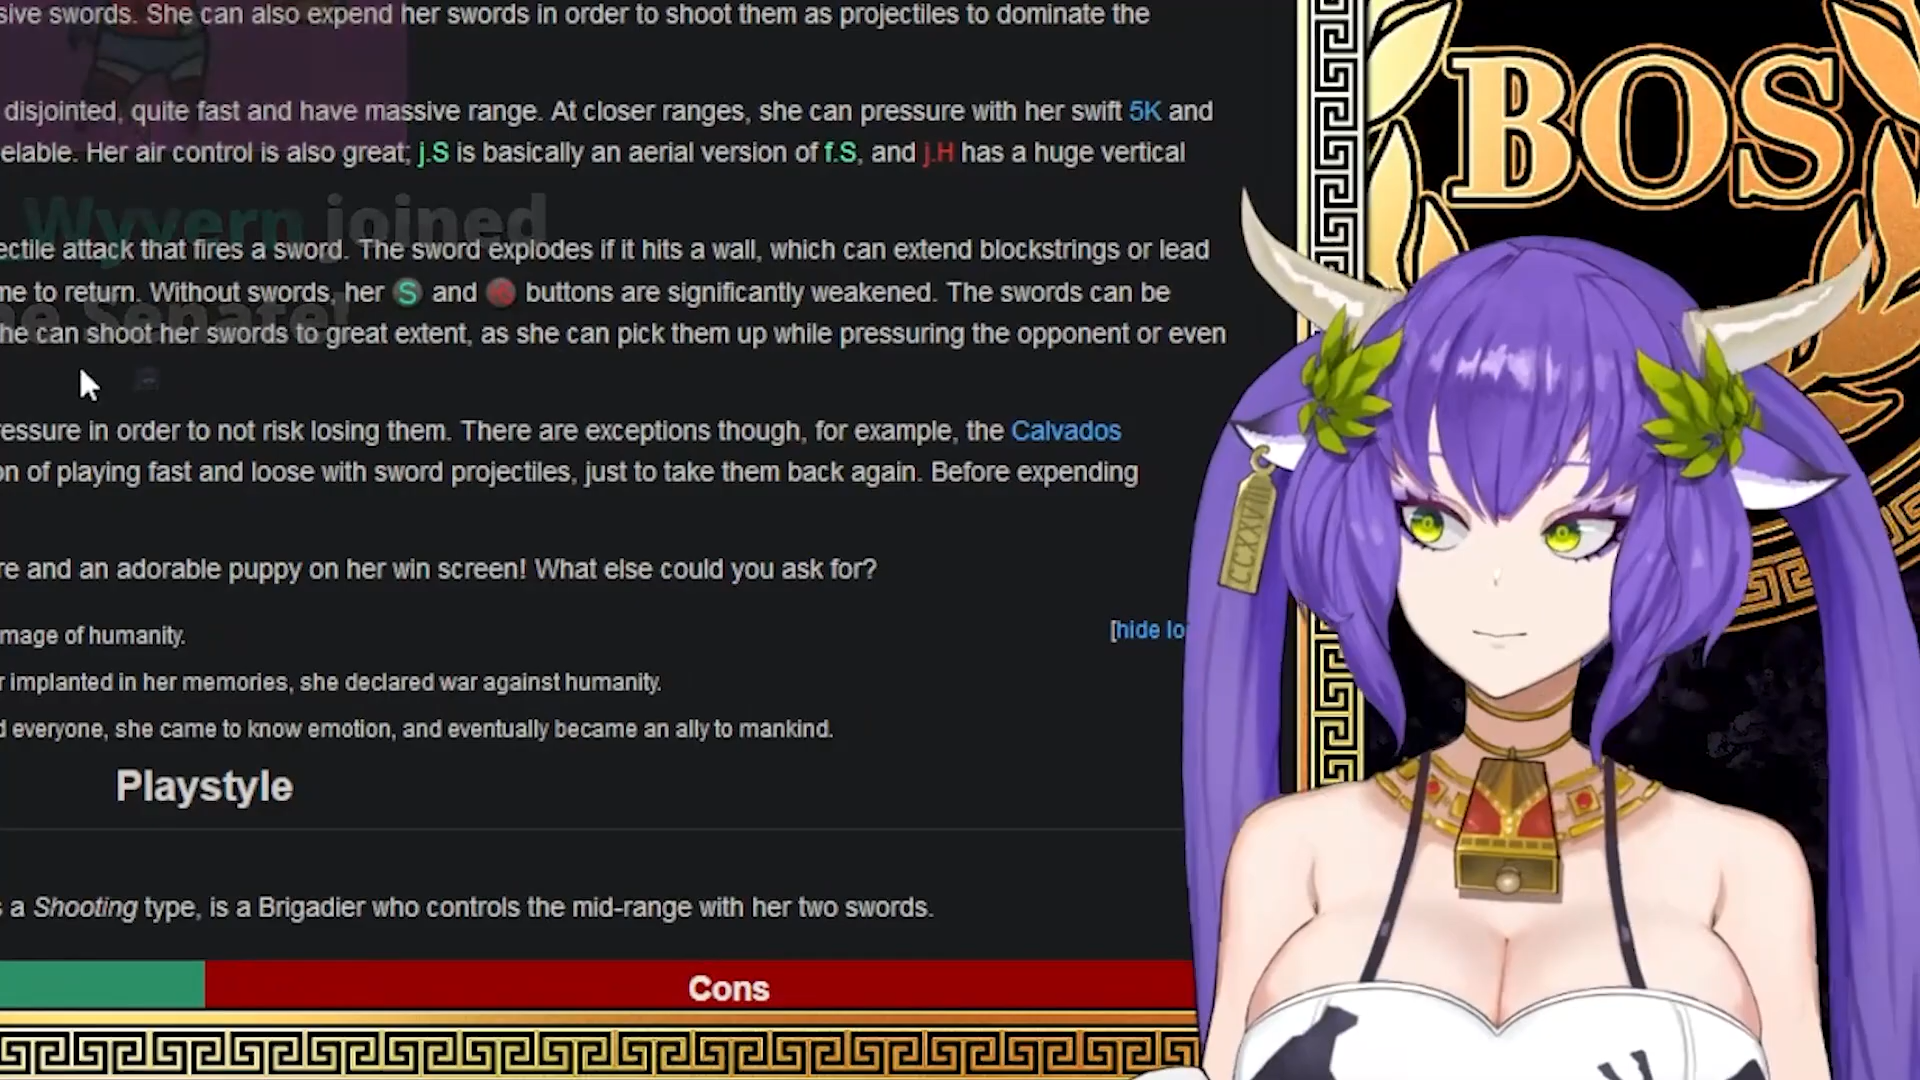 sive swords. She can also expend her swords in order to shoot them as projectiles to dominate the
BOS
disjointed, quite fast and have massive range. At closer ranges, she can pressure with her swift 5K and
elable. Her air control is also great; j.S is basically an aerial version of f.S, and j.H has a huge vertical
Wyvern joined
ectile attack that fires a sword. The sword explodes if it hits a wall, which can extend blockstrings or lead
me to return. Without swords, her S and buttons are significantly weakened. The swords can be
he Senate!
he can shoot her swords to great extent, as she can pick them up while pressuring the opponent or even
ressure in order to not risk losing them. There are exceptions though, for example, the Calvados
on of playing fast and loose with sword projectiles, just to take them back again. Before expending
CCXXVIII
re and an adorable puppy on her win screen! What else could you ask for?
mage of humanity.
[hide lo
r implanted in her memories, she declared war against humanity.
d everyone, she came to know emotion, and eventually became an ally to mankind.
Playstyle
s a Shooting type, is a Brigadier who controls the mid-range with her two swords.
Cons